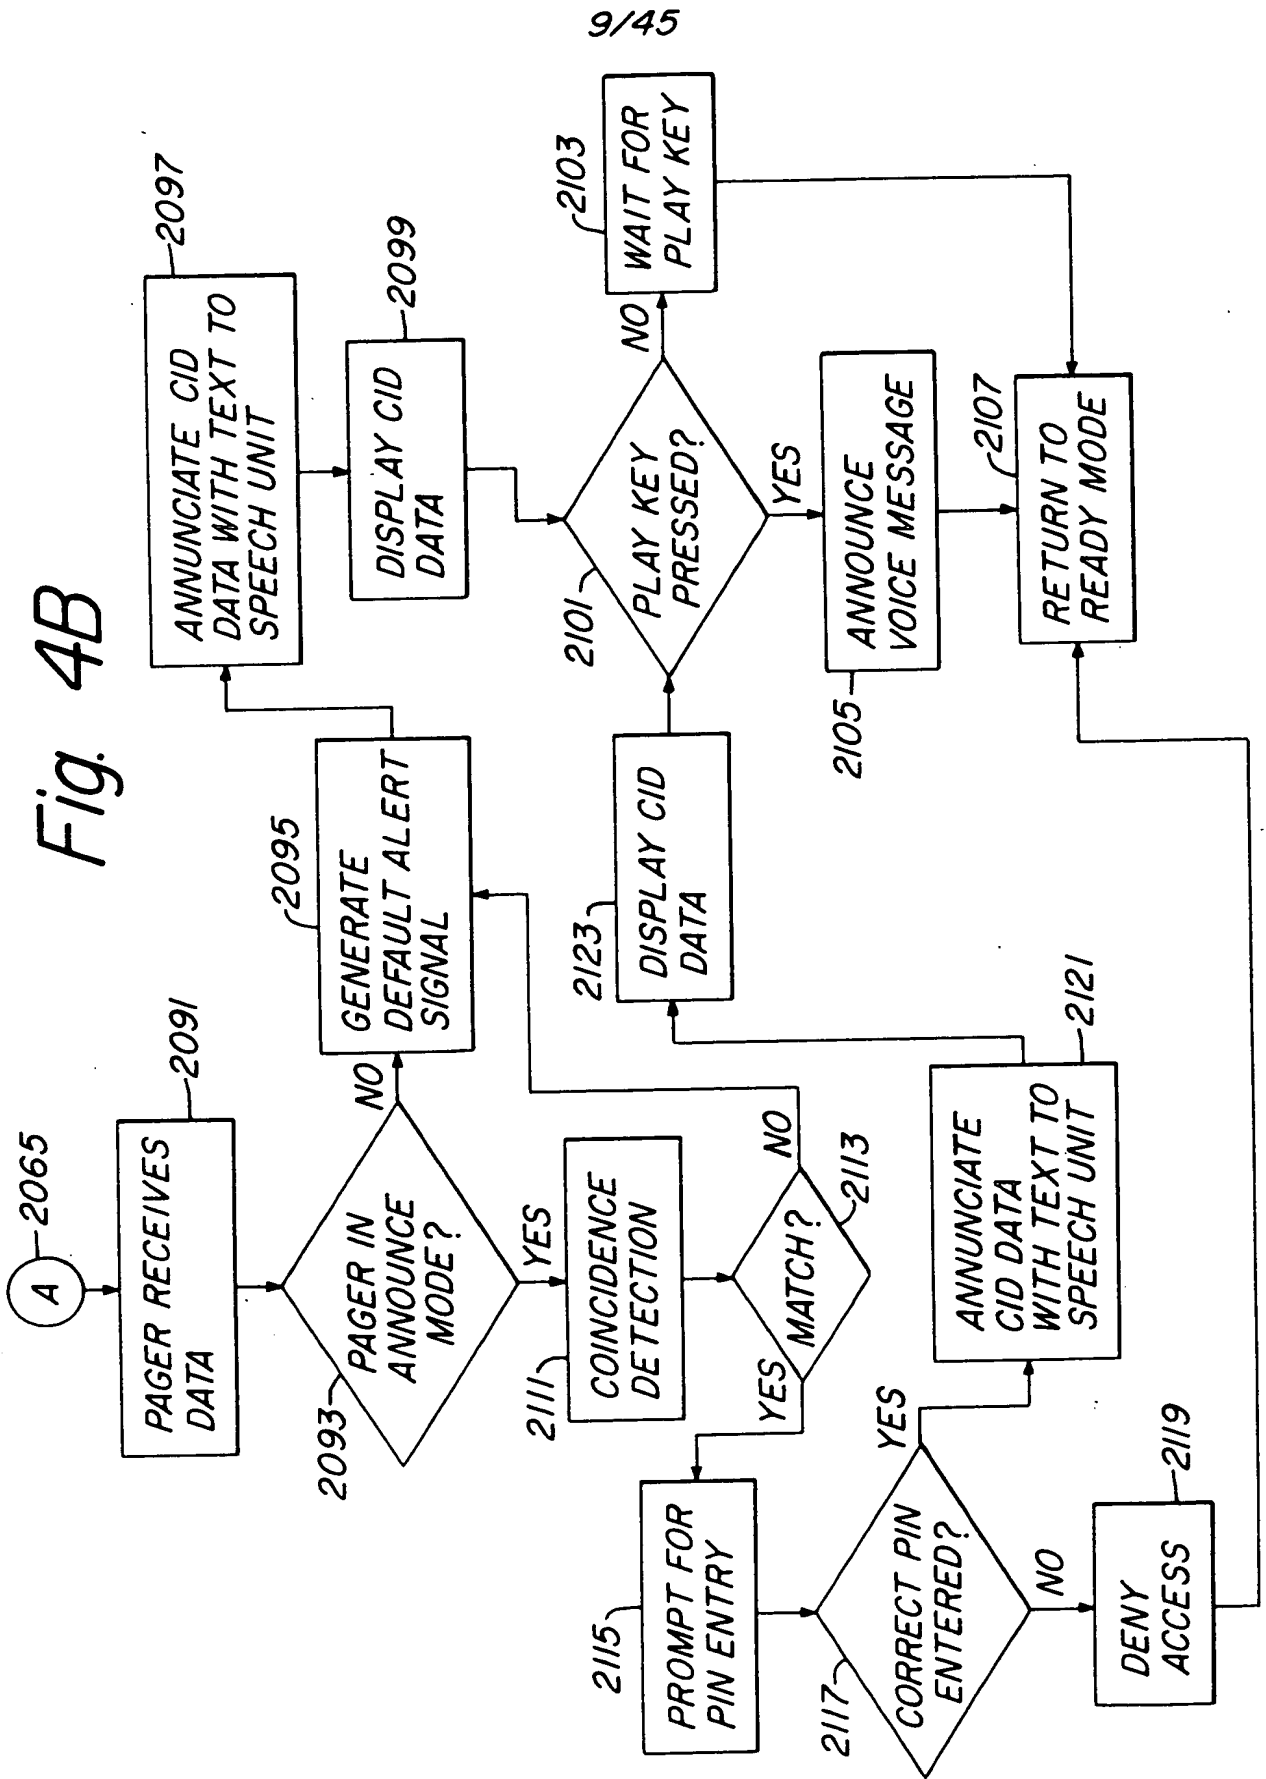 9/45
Fig. 4B
A
2065
PAGER RECEIVES
DATA
2091
PAGER IN
ANNOUNCE
MODE?
2093
NO
YES
GENERATE
DEFAULT ALERT
SIGNAL
2095
ANNUNCIATE CID
DATA WITH TEXT TO
SPEECH UNIT
2097
DISPLAY CID
DATA
2099
COINCIDENCE
DETECTION
2111
MATCH?
2113
NO
YES
PROMPT FOR
PIN ENTRY
2115
CORRECT PIN
ENTERED?
2117
YES
NO
DENY
ACCESS
2119
ANNUNCIATE
CID DATA
WITH TEXT TO
SPEECH UNIT
2121
DISPLAY CID
DATA
2123
PLAY KEY
PRESSED?
2101
NO
YES
WAIT FOR
PLAY KEY
2103
ANNOUNCE
VOICE MESSAGE
2105
RETURN TO
READY MODE
2107